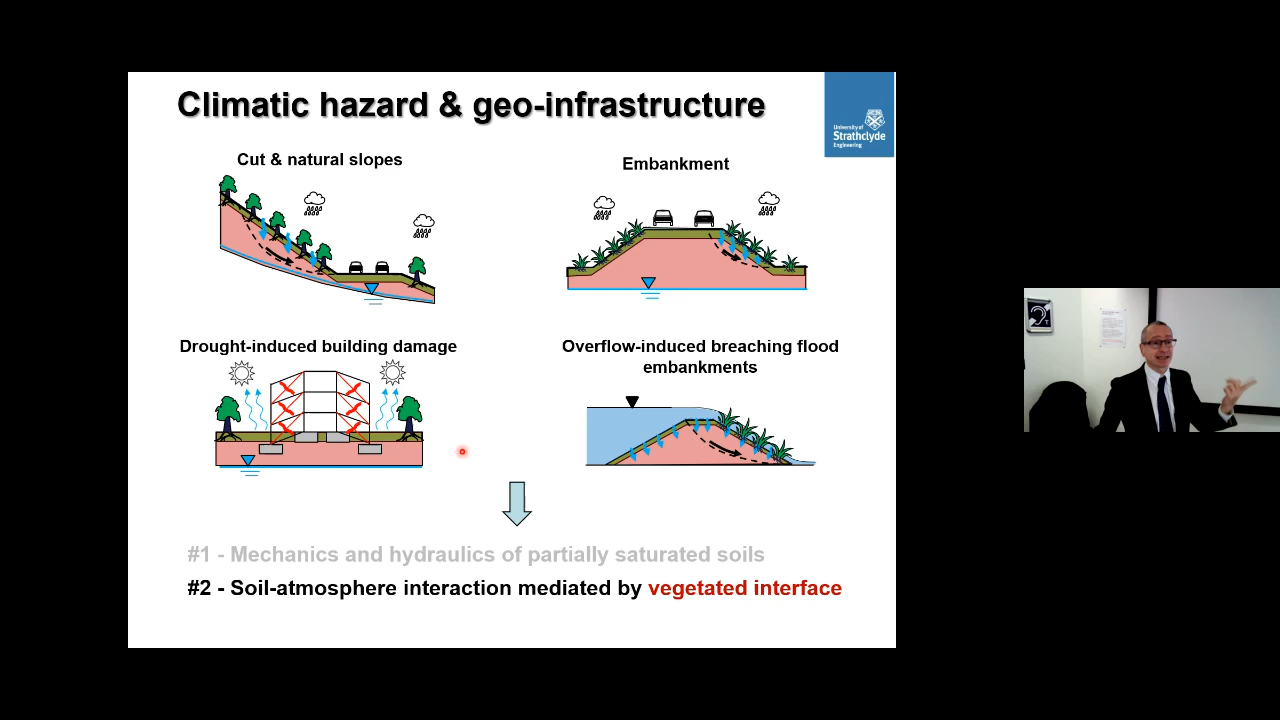 Climatic hazard & geo-infrastructure
University of
Strathclyde
Engineering
Cut & natural slopes
Embankment
Drought-induced building damage
Overflow-induced breaching flood
embankments
#1 - Mechanics and hydraulics of partially saturated soils
#2 - Soil-atmosphere interaction mediated by vegetated interface
T